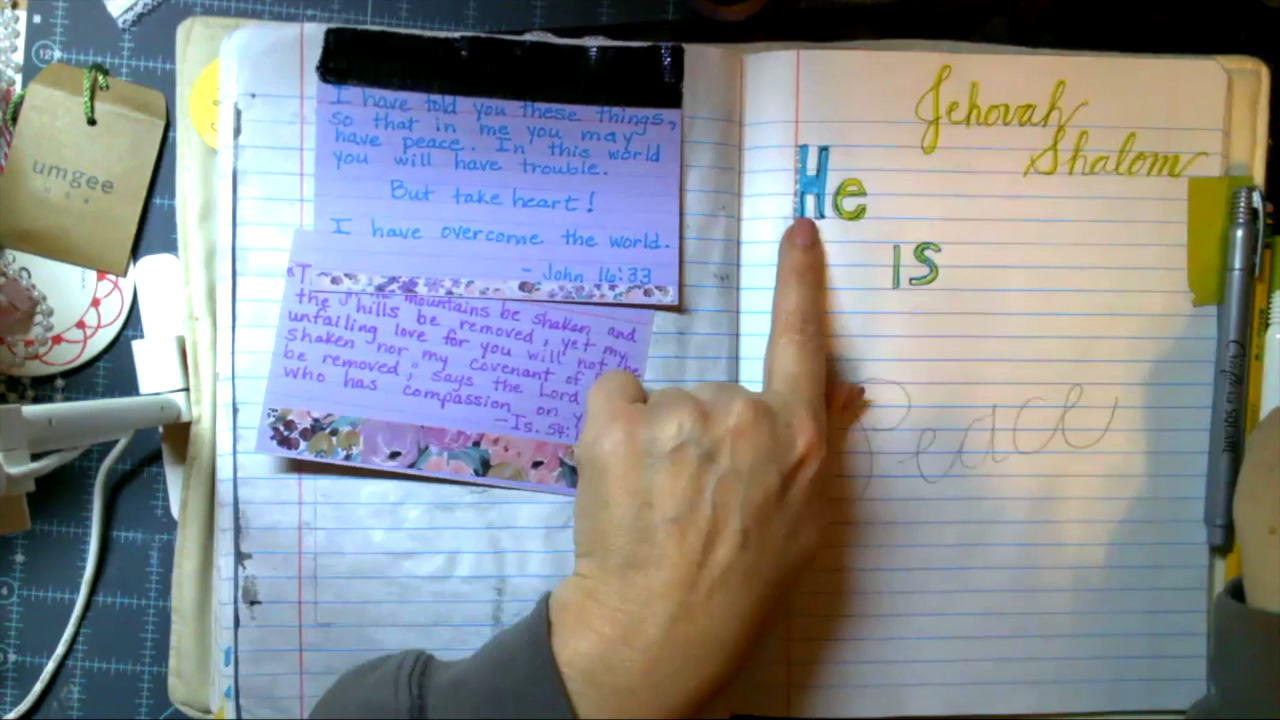 umgee
U S A
I have told you these things,
so that in me you may
have peace. In this world
you will have trouble.
But take heart!
I have overcome the world.
- John 16:33
mountains be shaken and
the hills be removed, yet my
unfailing love for you will not be
shaken nor my covenant of
be removed, says the Lord
who has compassion on
-Is. 54:
Jehovah
Shalom
He
is
Peace